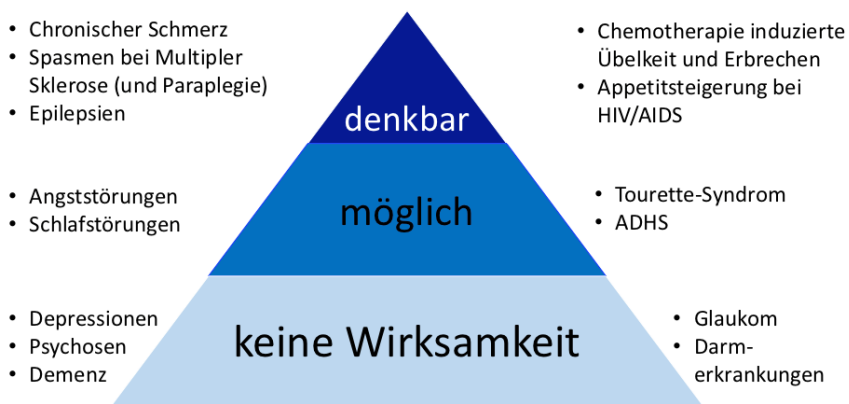 • Chronischer Schmerz
• Spasmen bei Multipler
Sklerose (und Paraplegie)
• Epilepsien
denkbar
• Chemotherapie induzierte
Übelkeit und Erbrechen
• Appetitsteigerung bei
HIV/AIDS
• Angststörungen
• Schlafstörungen
möglich
• Tourette-Syndrom
• ADHS
• Depressionen
• Psychosen
• Demenz
keine Wirksamkeit
• Glaukom
• Darm-
erkrankungen